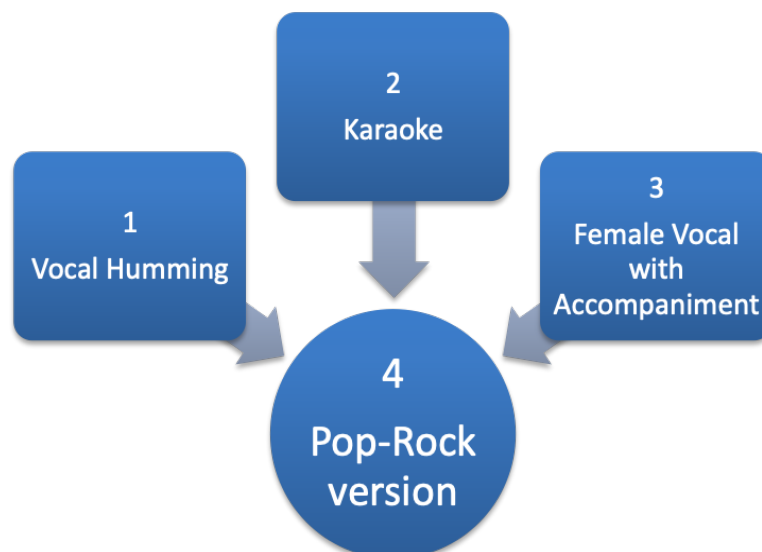 1
Vocal Humming
2
Karaoke
3
Female Vocal
with
Accompaniment
4
Pop-Rock
version